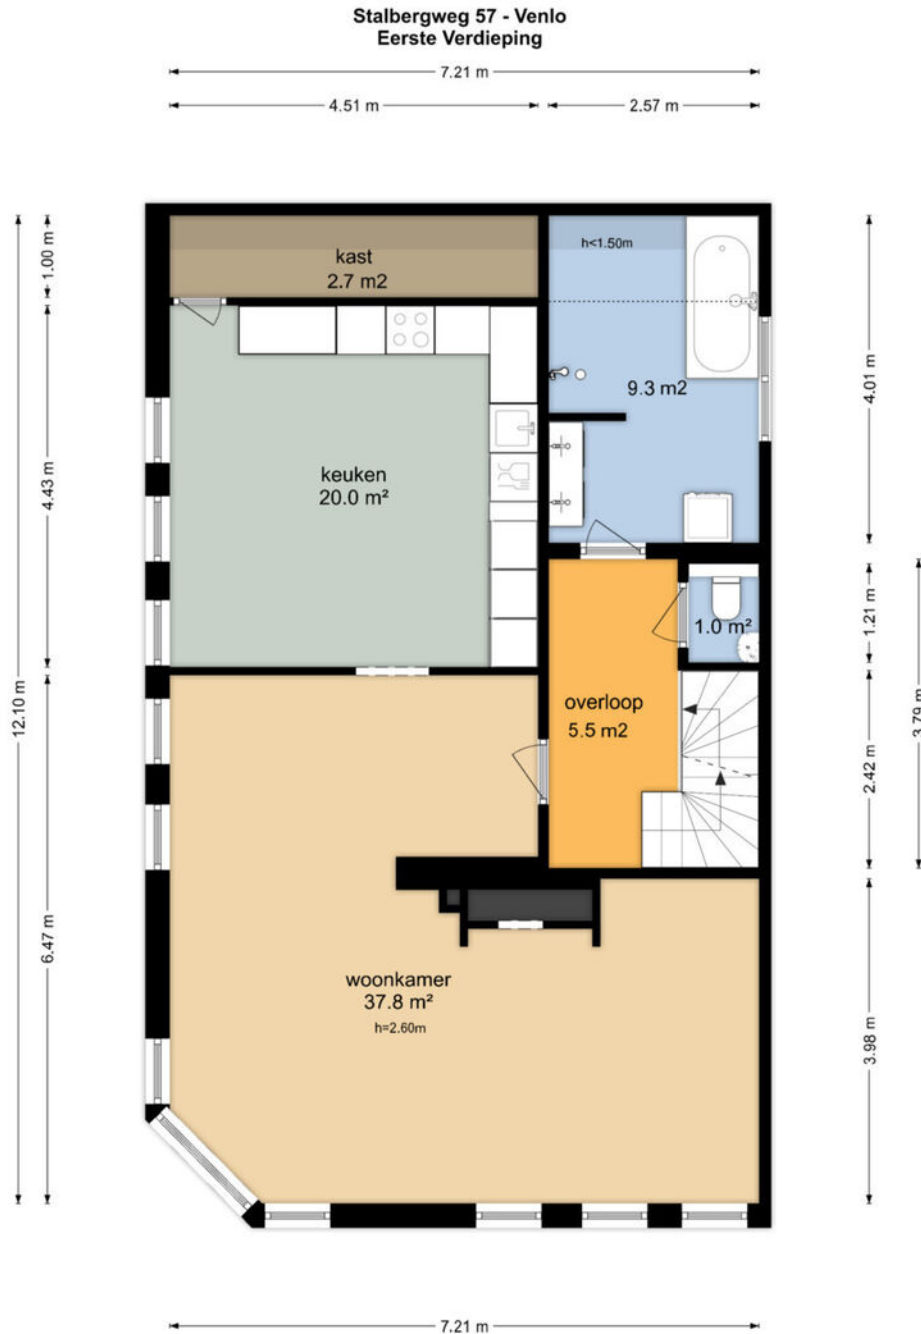 Stalbergweg 57 - Venlo
Eerste Verdieping
7.21 m
4.51 m
2.57 m
1.00 m
kast
2.7 m2
h<1.50m
9.3 m2
4.01 m
4.43 m
keuken
20.0 m²
1.21 m
1.0 m²
12.10 m
overloop
5.5 m2
3.79 m
2.42 m
6.47 m
woonkamer
37.8 m²
h=2.60m
3.98 m
7.21 m